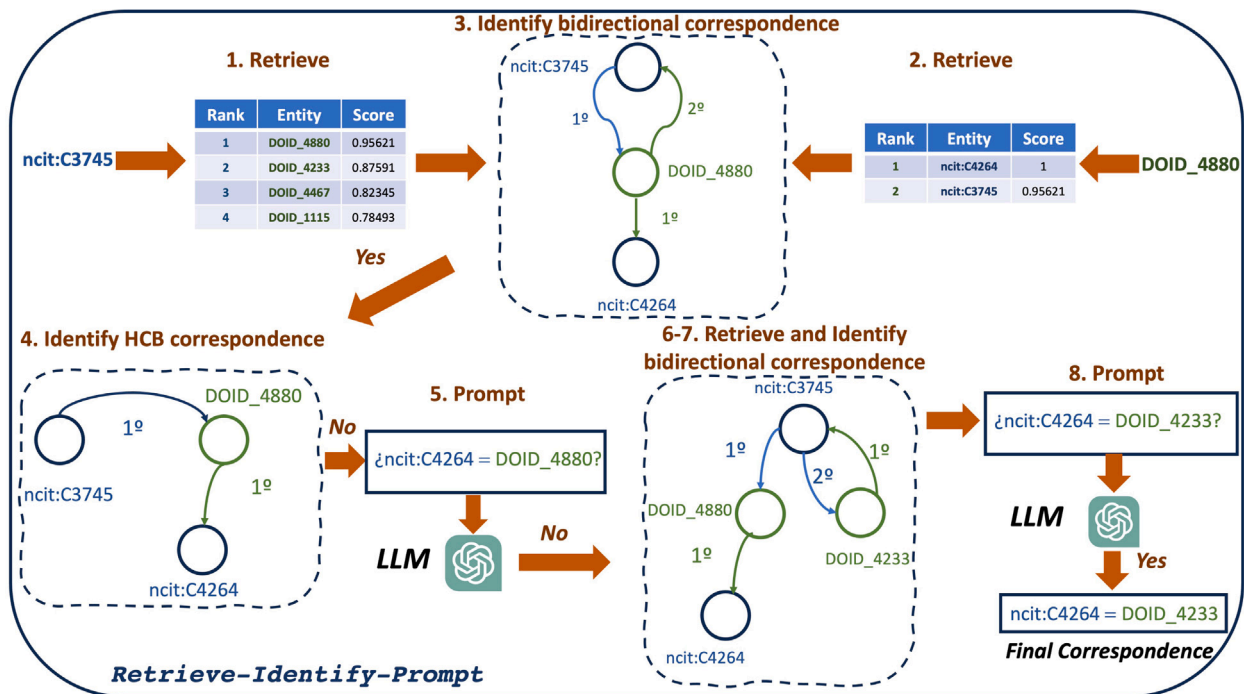 3. Identify bidirectional correspondence
1. Retrieve
2. Retrieve
ncit:C3745
Rank Entity Score
1 DOID_4880 0.95621
2 DOID_4233 0.87591
3 DOID_4467 0.82345
4 DOID_1115 0.78493
ncit:C3745
1º
2º
DOID_4880
1º
ncit:C4264
Rank Entity Score
1 ncit:C4264 1
2 ncit:C3745 0.95621
DOID_4880
Yes
4. Identify HCB correspondence
DOID_4880
1º
ncit:C3745
1º
ncit:C4264
No
5. Prompt
¿ncit:C4264 = DOID_4880?
LLM
No
6-7. Retrieve and Identify
bidirectional correspondence
ncit:C3745
1º
2º
1º
DOID_4880
DOID_4233
1º
ncit:C4264
8. Prompt
¿ncit:C4264 = DOID_4233?
LLM
Yes
ncit:C4264 = DOID_4233
Final Correspondence
Retrieve-Identify-Prompt